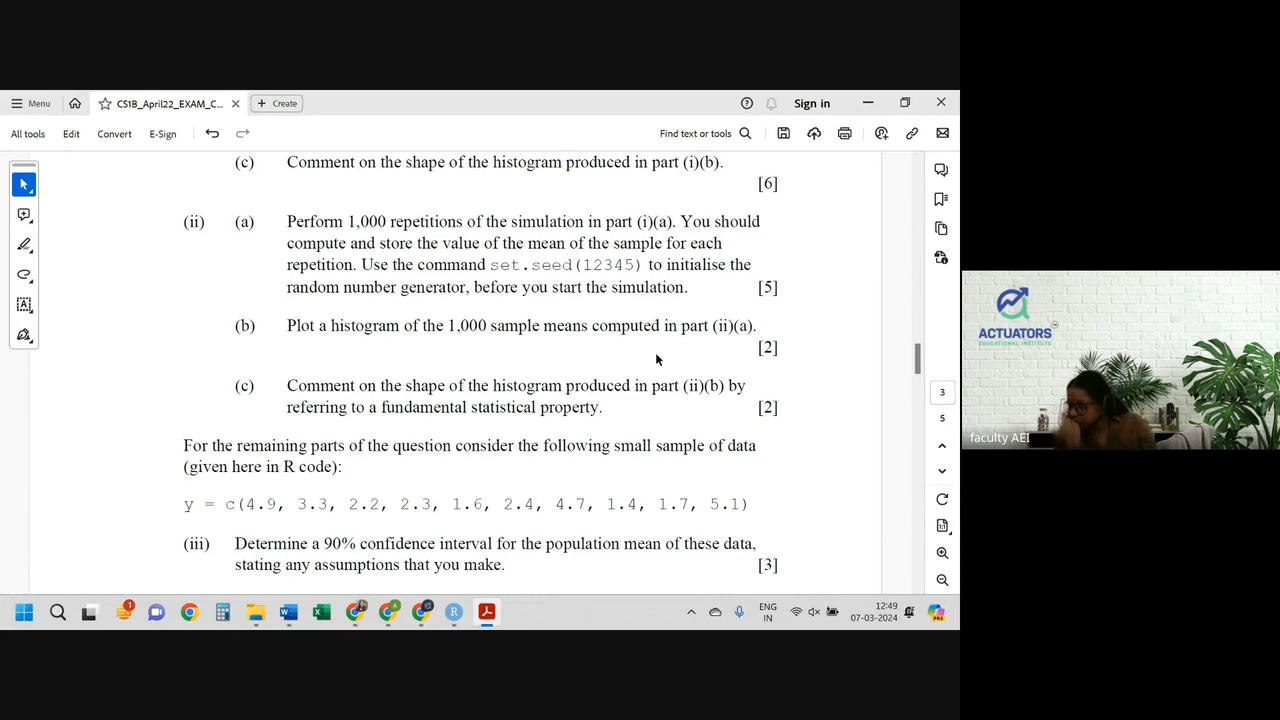 Menu
CS1B_April22_EXAM_C...
Create
Sign in
All tools
Edit
Convert
E-Sign
Find text or tools
(c) Comment on the shape of the histogram produced in part (i)(b).
[6]
(ii) (a) Perform 1,000 repetitions of the simulation in part (i)(a). You should
compute and store the value of the mean of the sample for each
repetition. Use the command set.seed(12345) to initialise the
random number generator, before you start the simulation. [5]
(b) Plot a histogram of the 1,000 sample means computed in part (ii)(a).
[2]
(c) Comment on the shape of the histogram produced in part (ii)(b) by
referring to a fundamental statistical property. [2]
For the remaining parts of the question consider the following small sample of data
(given here in R code):
y = c(4.9, 3.3, 2.2, 2.3, 1.6, 2.4, 4.7, 1.4, 1.7, 5.1)
(iii) Determine a 90% confidence interval for the population mean of these data,
stating any assumptions that you make. [3]
3
5
ACTUATORS
EDUCATIONAL INSTITUTE
faculty AEI
ENG
IN
12:49
07-03-2024